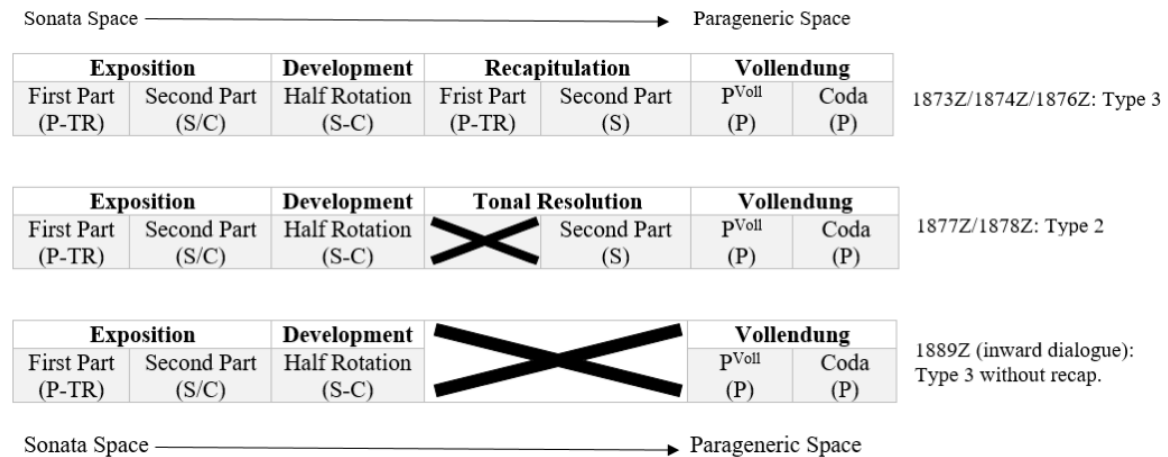 Sonata Space Parageneric Space
Exposition Development Recapitulation Vollendung
First Part Second Part Half Rotation Frist Part Second Part P^Voll Coda
(P-TR) (S/C) (S-C) (P-TR) (S) (P) (P)
1873Z/1874Z/1876Z: Type 3
Exposition Development Tonal Resolution Vollendung
First Part Second Part Half Rotation Second Part P^Voll Coda
(P-TR) (S/C) (S-C) (S) (P) (P)
1877Z/1878Z: Type 2
Exposition Development Vollendung
First Part Second Part Half Rotation P^Voll Coda
(P-TR) (S/C) (S-C) (P) (P)
1889Z (inward dialogue):
Type 3 without recap.
Sonata Space Parageneric Space